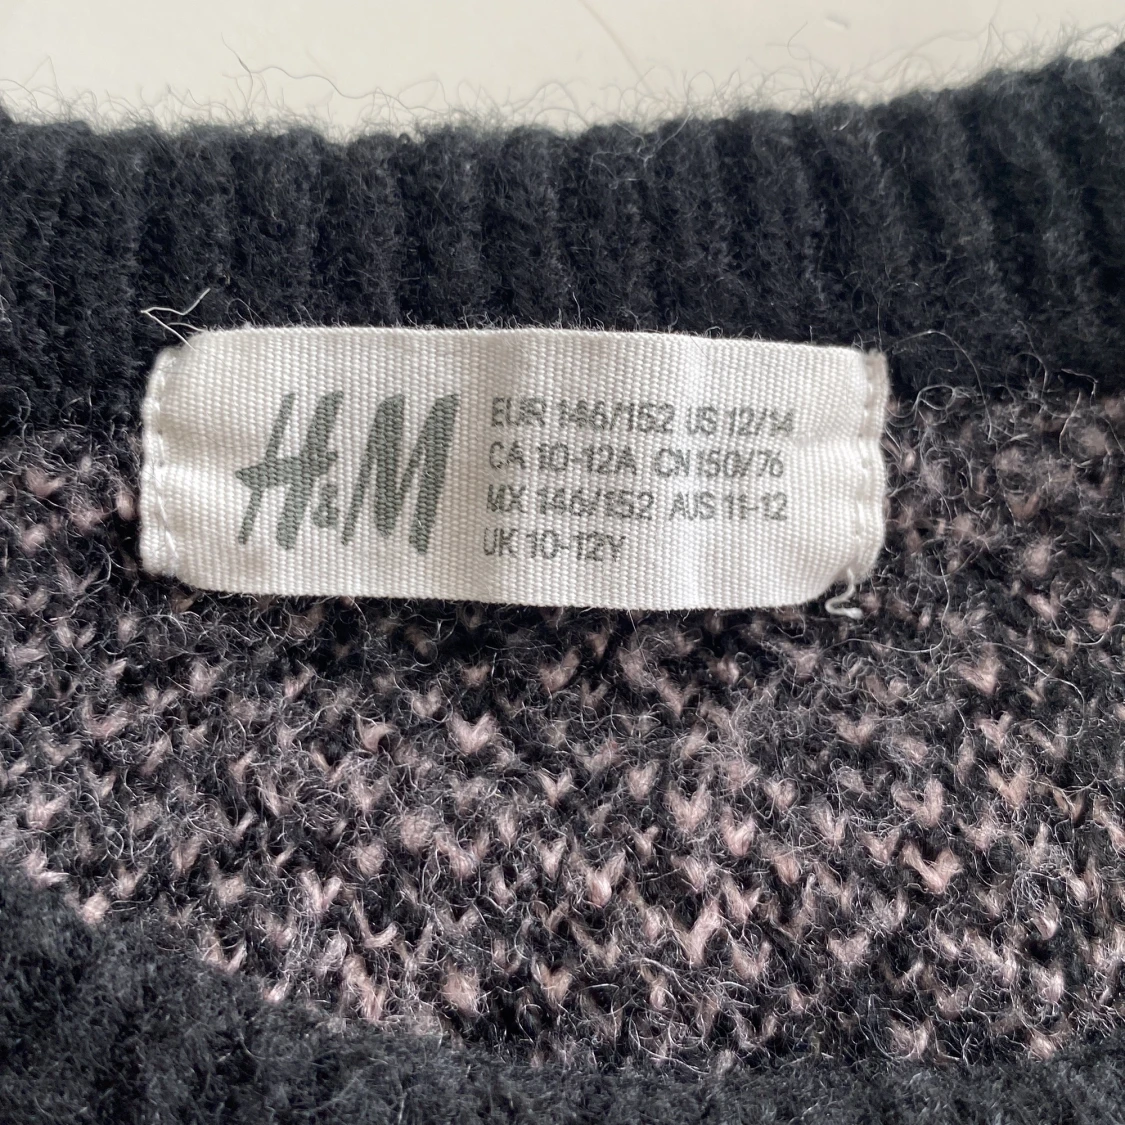 H&M
EUR 146/152 US 12/14
CA 10-12A CN 150/76
MX 146/152 AUS 11-12
UK 10-12Y